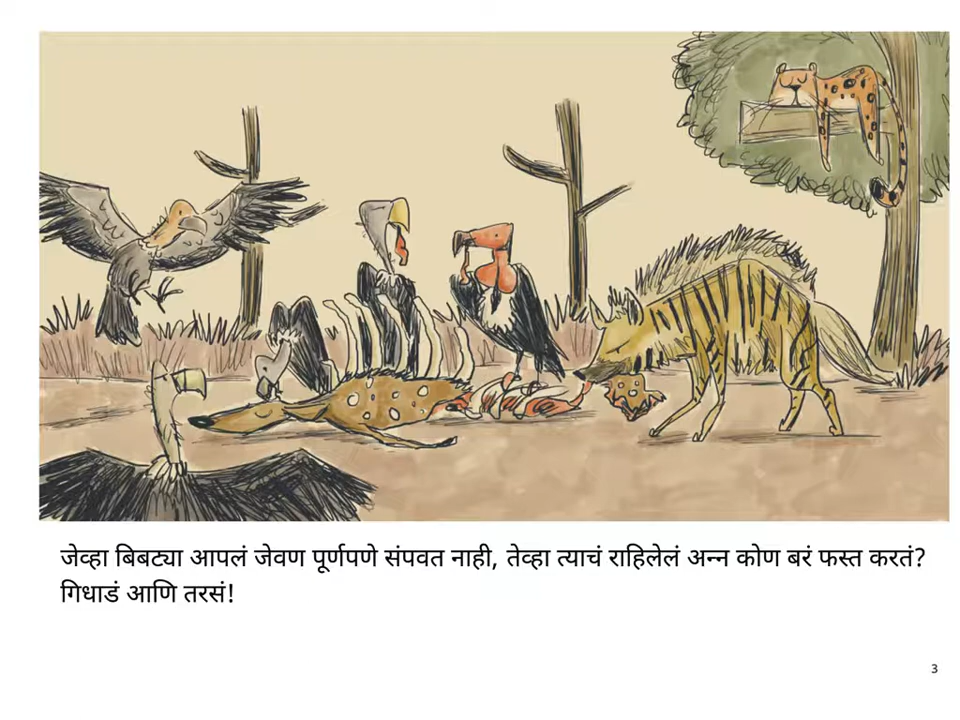 जेव्हा बिबट्या आपलं जेवण पूर्णपणे संपवत नाही, तेव्हा त्याचं राहिलेलं अन्न कोण बरं फस्त करतं?
गिधाडं आणि तरसं!
3